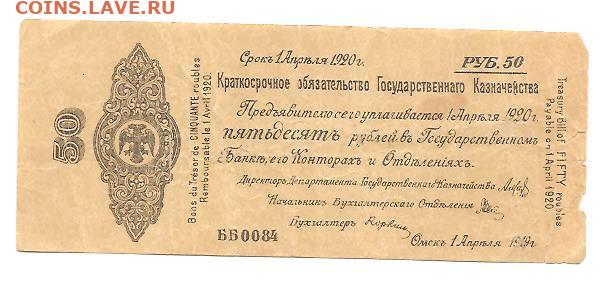 СОИНС.ЛАВЕ.RU
Срокъ 1 Апрѣля 1920 г.
РУБ. 50
Краткосрочное обязательство Государственнаго Казначейства
Предъявителю сего уплачивается 1 Апрѣля 1920 г.
пятьдесятъ рублей въ Государственномъ
Банкѣ, его Конторахъ и Отдѣленіяхъ.
Директоръ Департамента Государственнаго Казначейства
Начальникъ Бухгалтерскаго Отдѣленія
Бухгалтеръ
ББ0084
Омскъ 1 Апрѣля 1919 г.
50
Bons du Trésor de CINQUANTE roubles
Remboursable le 1 Avril 1920.
Treasury bill of FIFTY roubles
Payable on 1 April 1920.